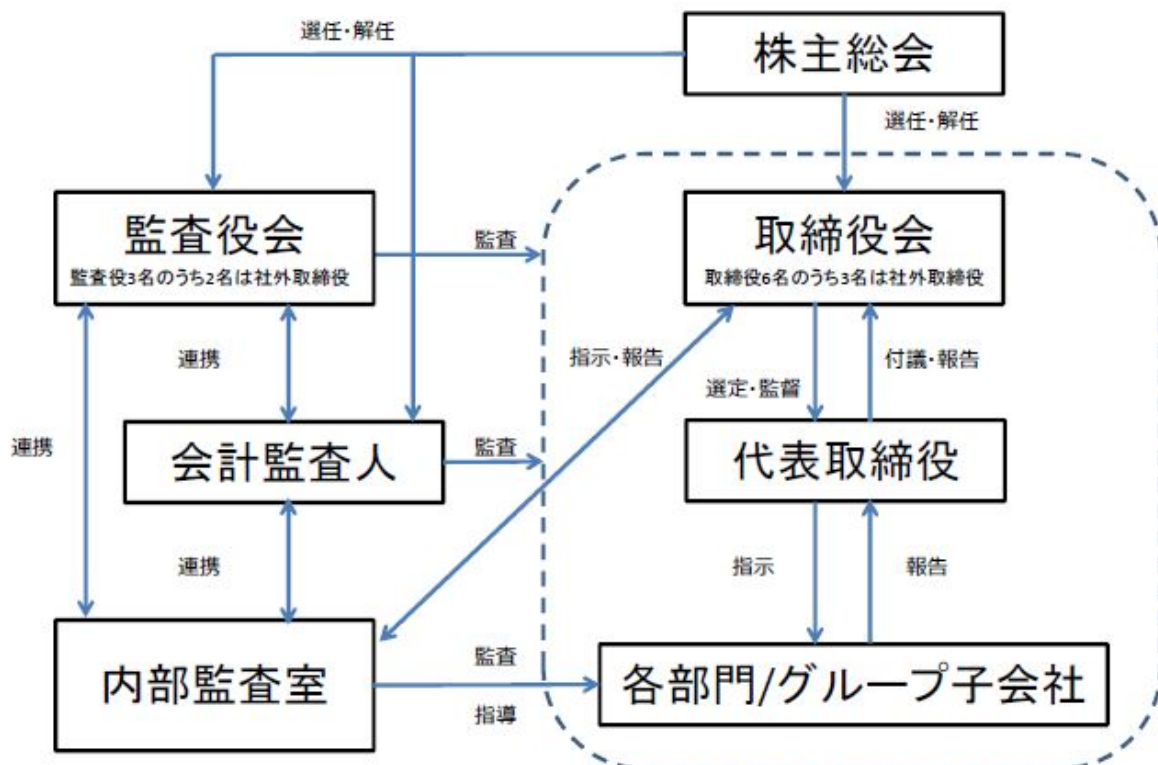 選任・解任
株主総会
選任・解任
監査役会
監査役3名のうち2名は社外取締役
監査
取締役会
取締役6名のうち3名は社外取締役
連携
指示・報告
選定・監督
付議・報告
連携
会計監査人
監査
代表取締役
連携
指示
報告
内部監査室
監査
指導
各部門/グループ子会社